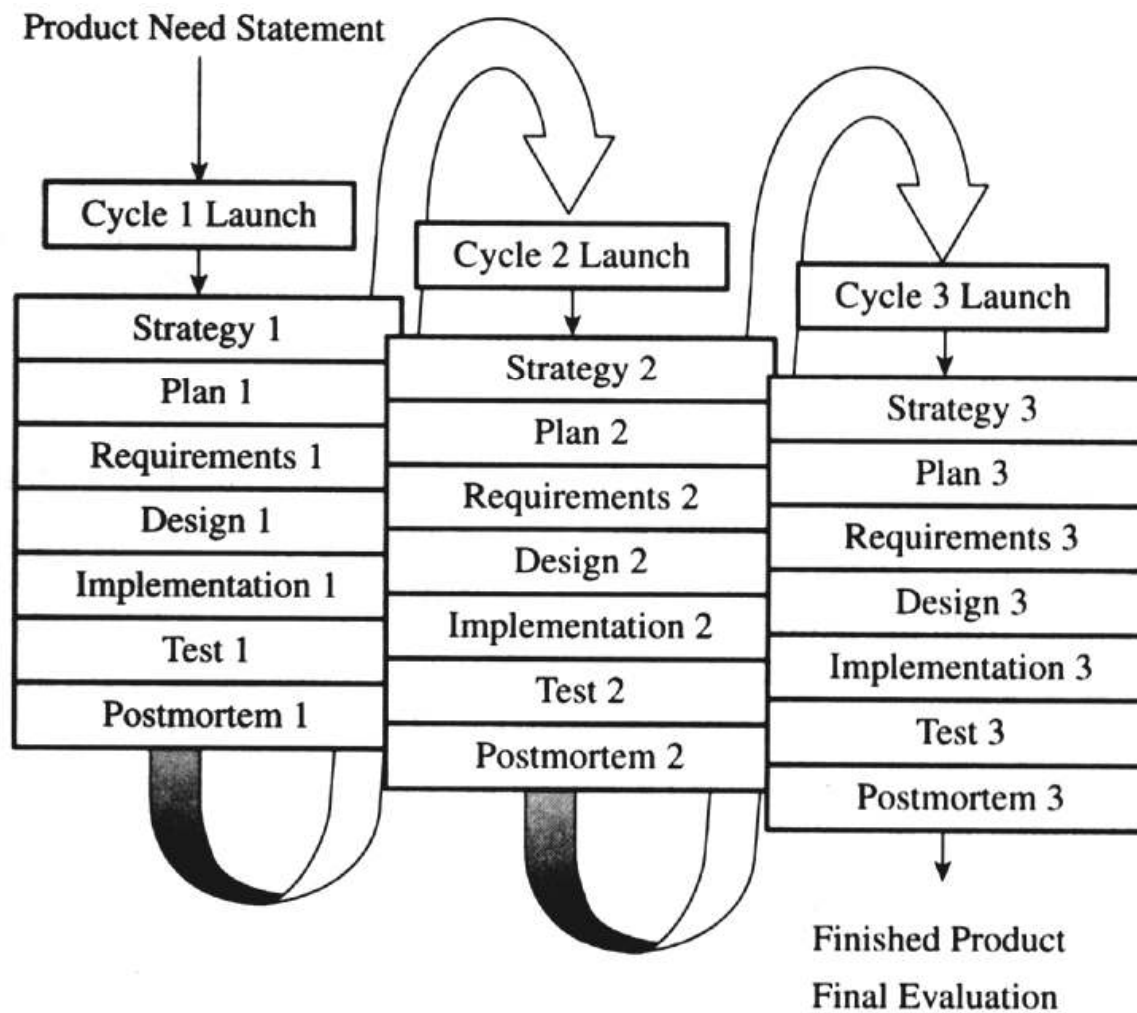 Product Need Statement
Cycle 1 Launch
Strategy 1
Plan 1
Requirements 1
Design 1
Implementation 1
Test 1
Postmortem 1
Cycle 2 Launch
Strategy 2
Plan 2
Requirements 2
Design 2
Implementation 2
Test 2
Postmortem 2
Cycle 3 Launch
Strategy 3
Plan 3
Requirements 3
Design 3
Implementation 3
Test 3
Postmortem 3
Finished Product
Final Evaluation